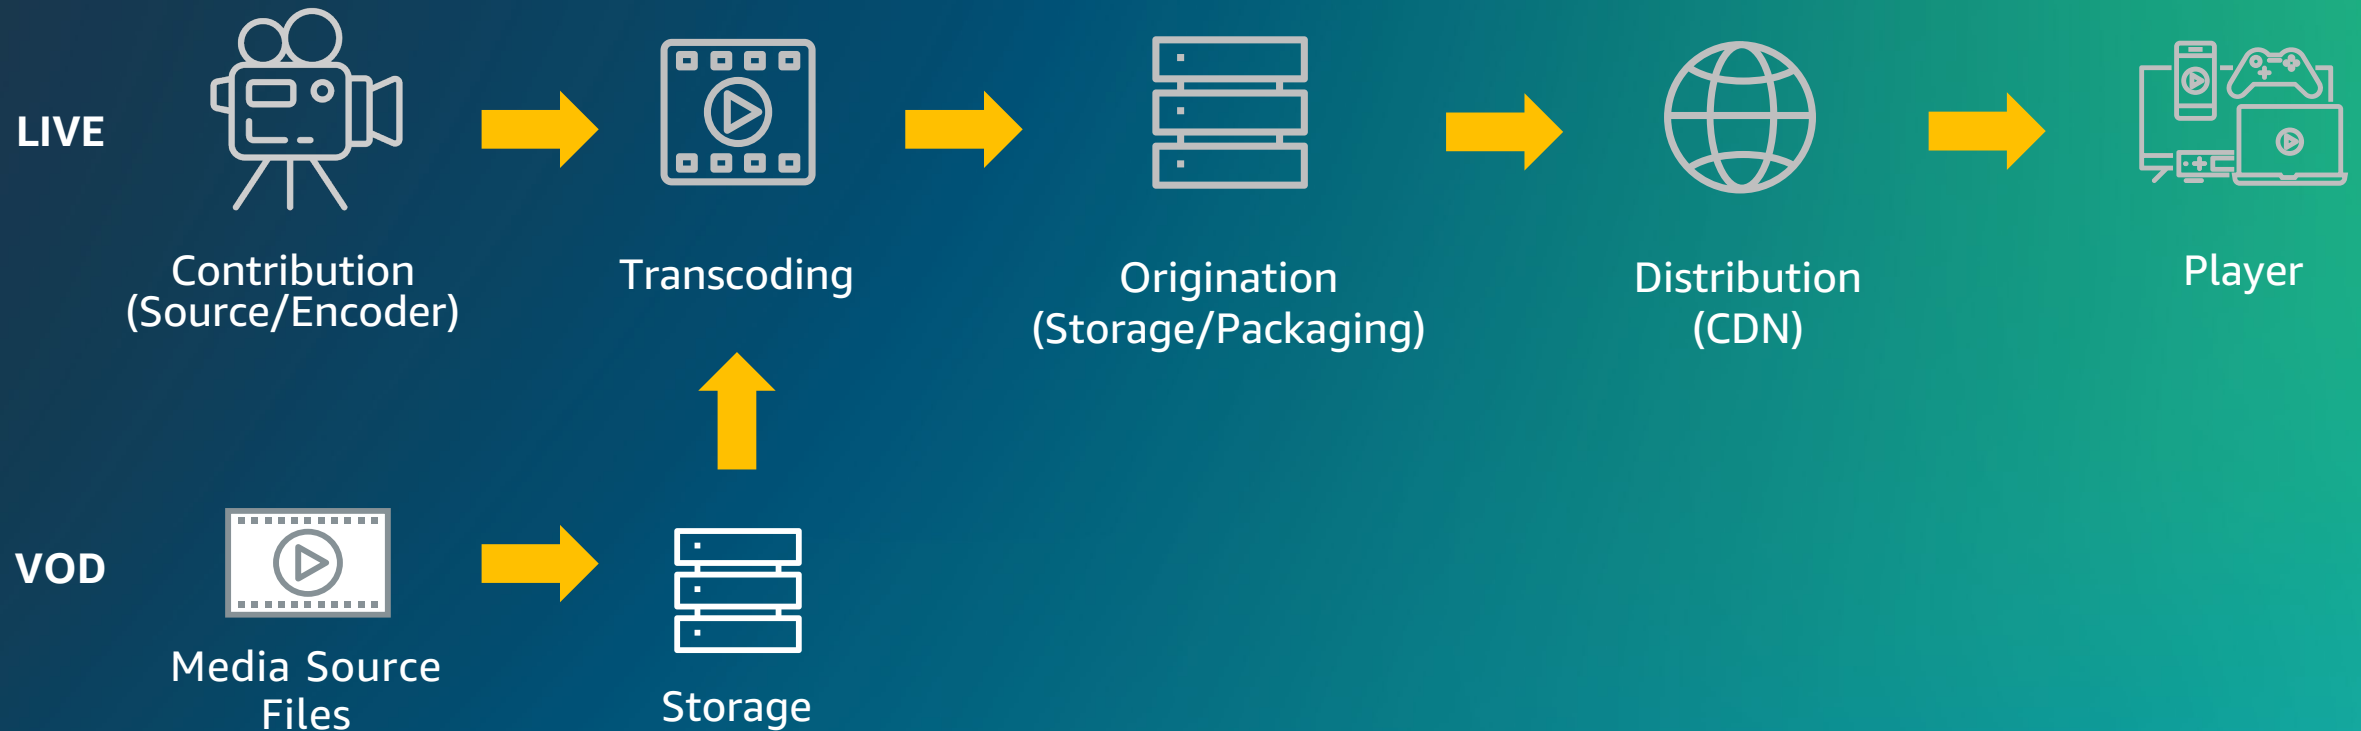 LIVE
Contribution
(Source/Encoder)
Transcoding
Origination
(Storage/Packaging)
Distribution
(CDN)
Player
VOD
Media Source
Files
Storage